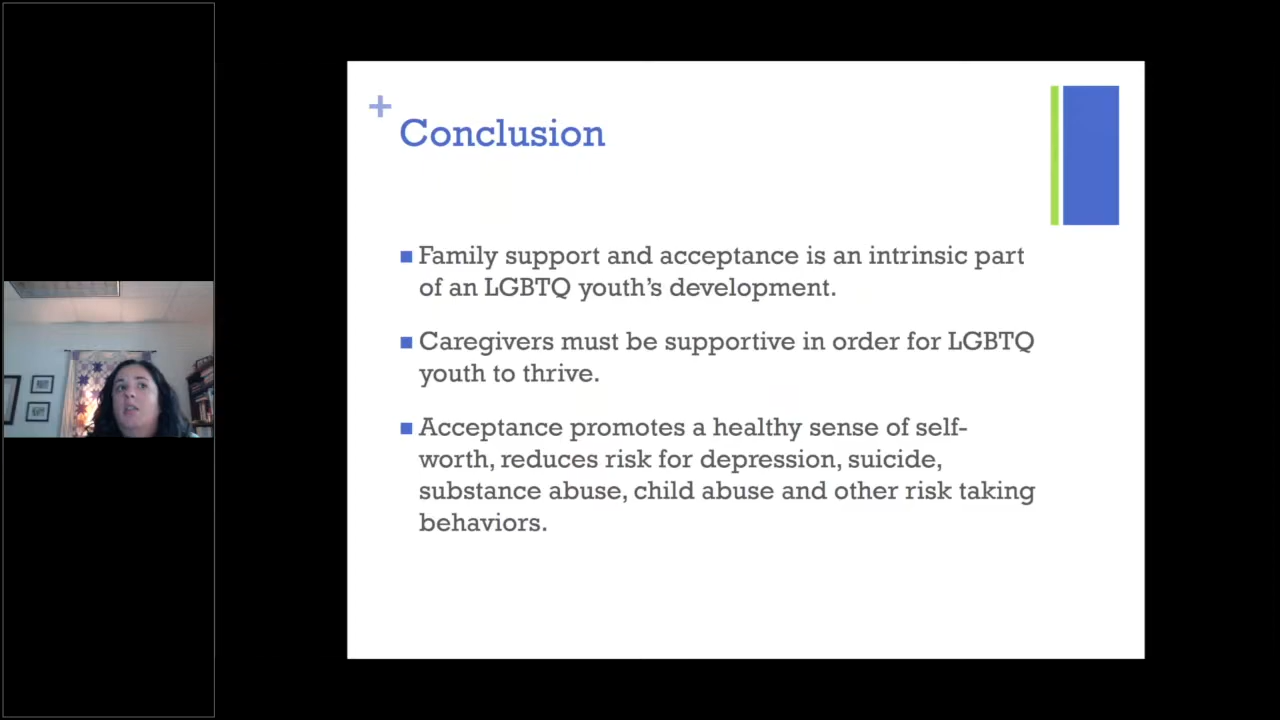 +
Conclusion
Family support and acceptance is an intrinsic part
of an LGBTQ youth's development.
Caregivers must be supportive in order for LGBTQ
youth to thrive.
Acceptance promotes a healthy sense of self-
worth, reduces risk for depression, suicide,
substance abuse, child abuse and other risk taking
behaviors.